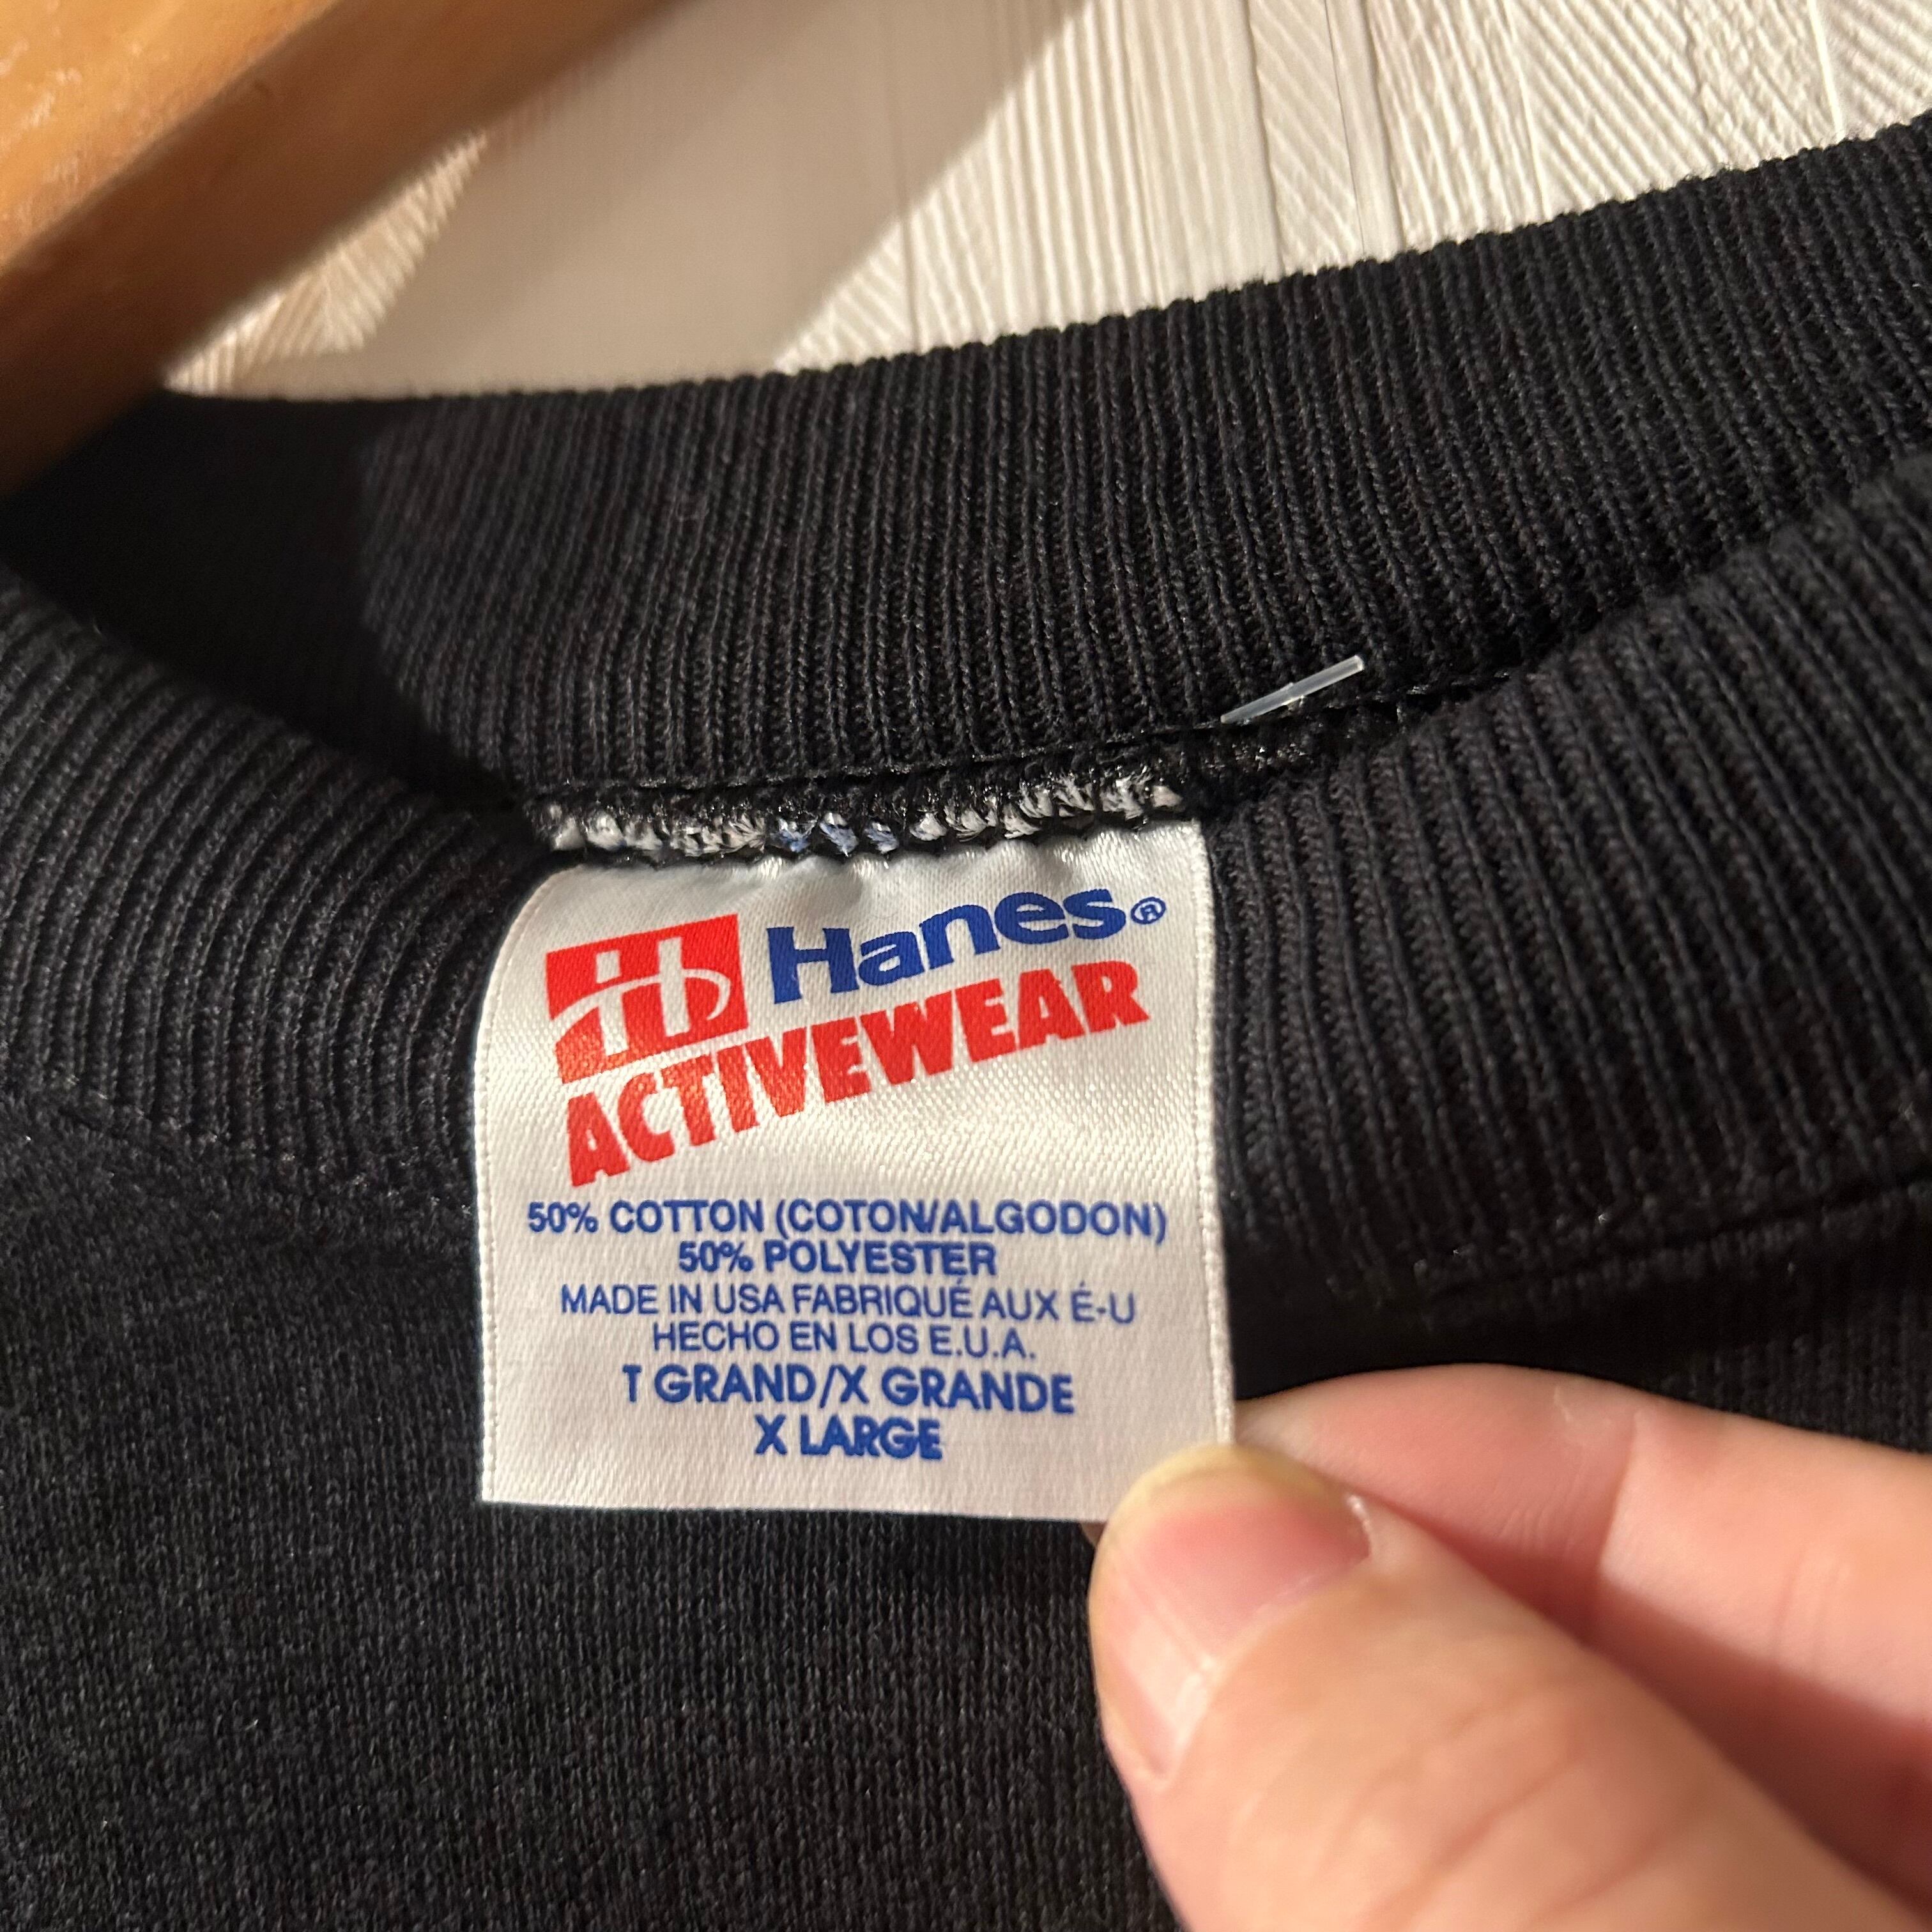 Hanes®
ACTIVEWEAR
50% COTTON (COTON/ALGODON)
50% POLYESTER
MADE IN USA FABRIQUÉ AUX É-U
HECHO EN LOS E.U.A.
T GRAND/X GRANDE
X LARGE